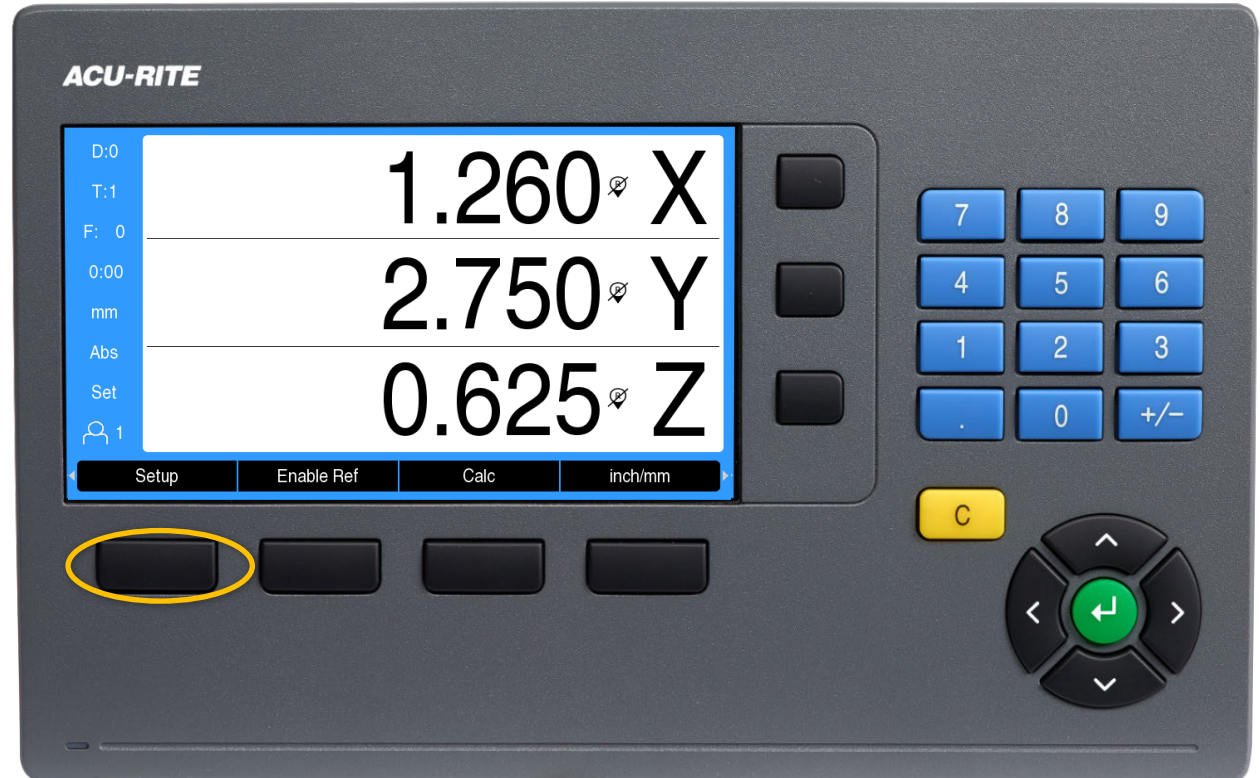 ACU-RITE
D:0
T:1
F: 0
0:00
mm
Abs
Set
1
1.260 X
2.750 Y
0.625 Z
Setup Enable Ref Calc inch/mm
7 8 9
4 5 6
1 2 3
. 0 +/−
C